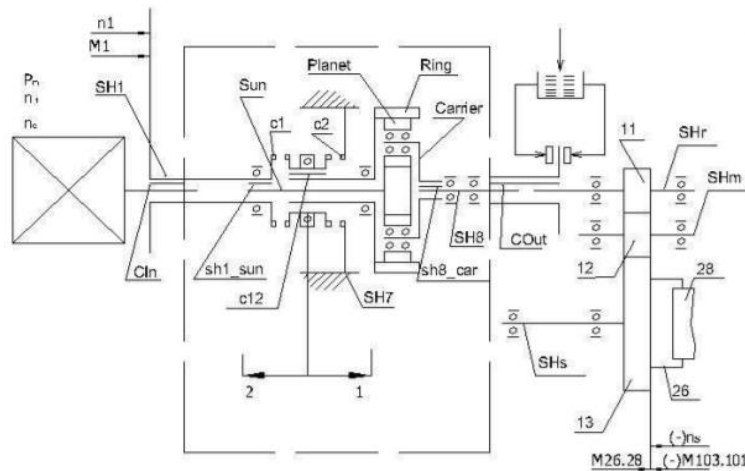 n1
M1
SH1
Sun
Planet
Ring
Carrier
c1
c2
11
SHr
SHm
CIn
sh1_sun
c12
SH7
SH8
sh8_car
COut
12
28
SHs
2
1
13
26
(-)ns
M26.28
(-)M103.101